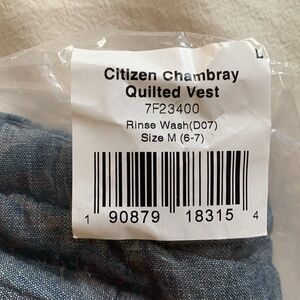 L
Citizen Chambray
Quilted Vest
7F23400
Rinse Wash(D07)
Size M (6-7)
1 90879 18315 4